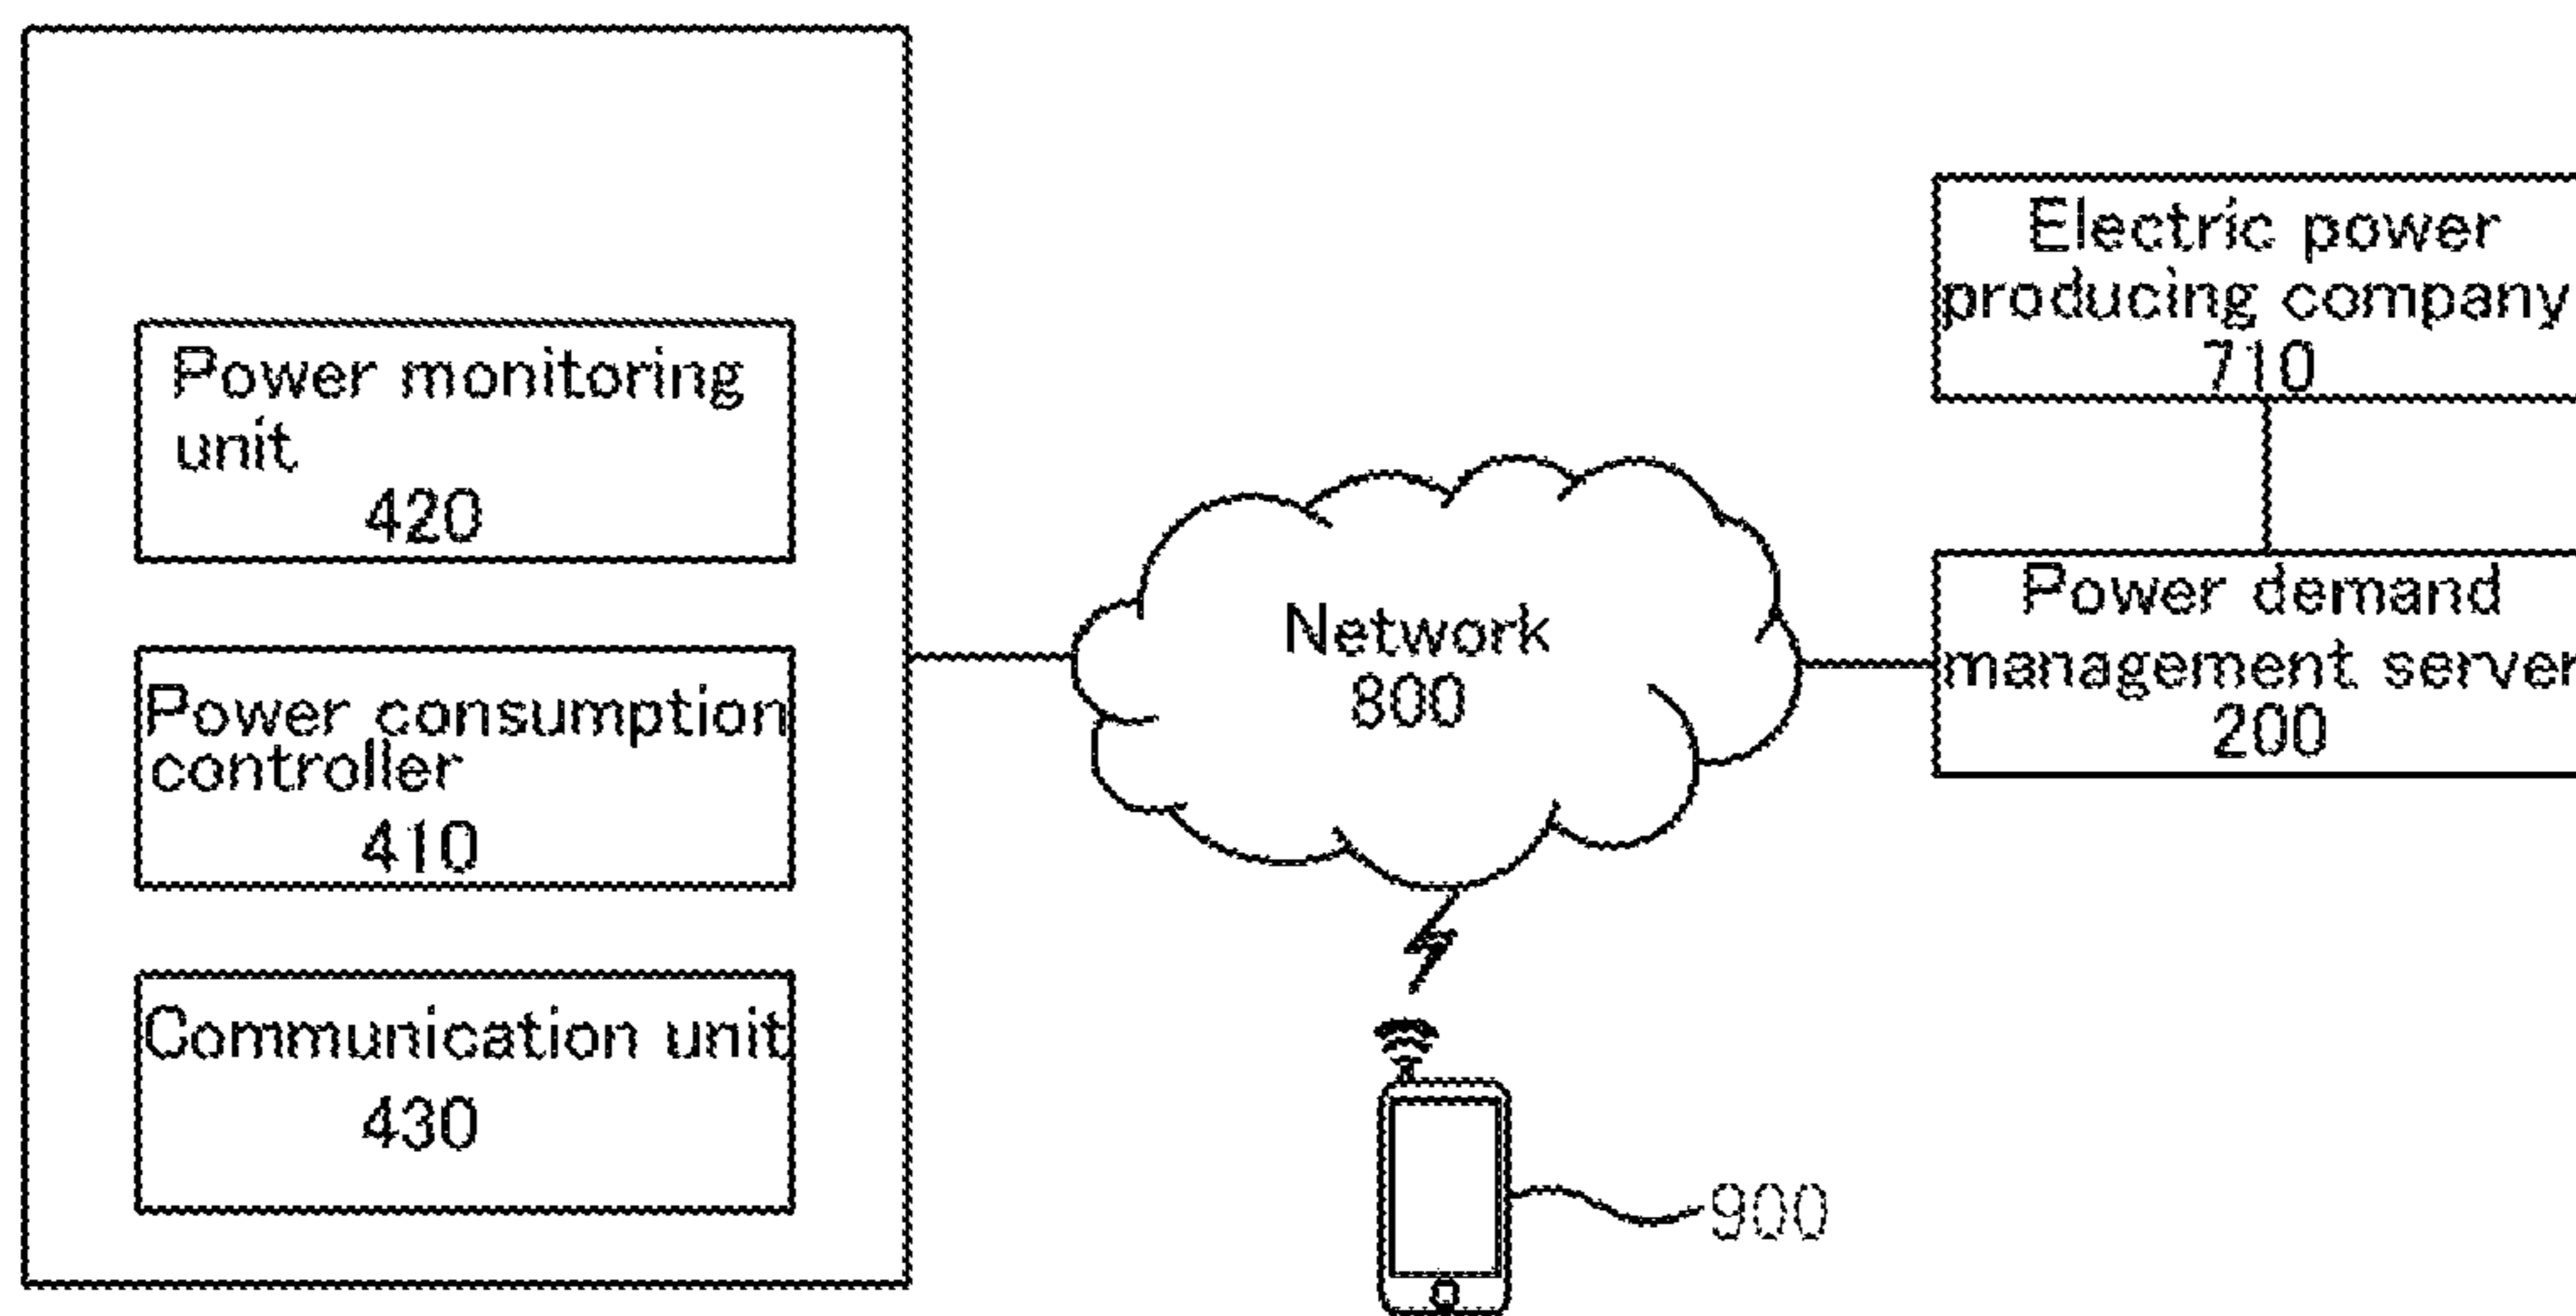 Power monitoring
unit
420
Power consumption
controller
410
Communication unit
430
Network
800
900
Electric power
producing company
710
Power demand
management server
200